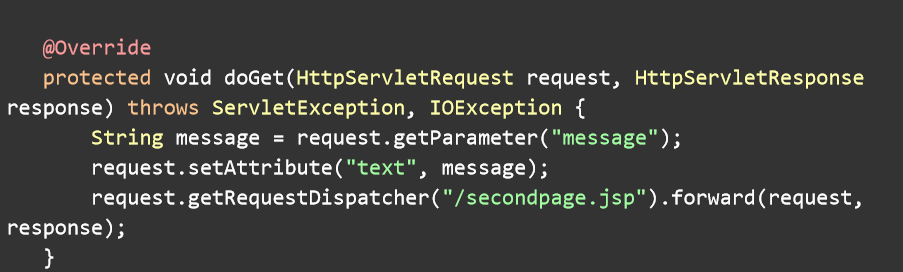 @Override
protected void doGet(HttpServletRequest request, HttpServletResponse
response) throws ServletException, IOException {
String message = request.getParameter("message");
request.setAttribute("text", message);
request.getRequestDispatcher("/secondpage.jsp").forward(request,
response);
}